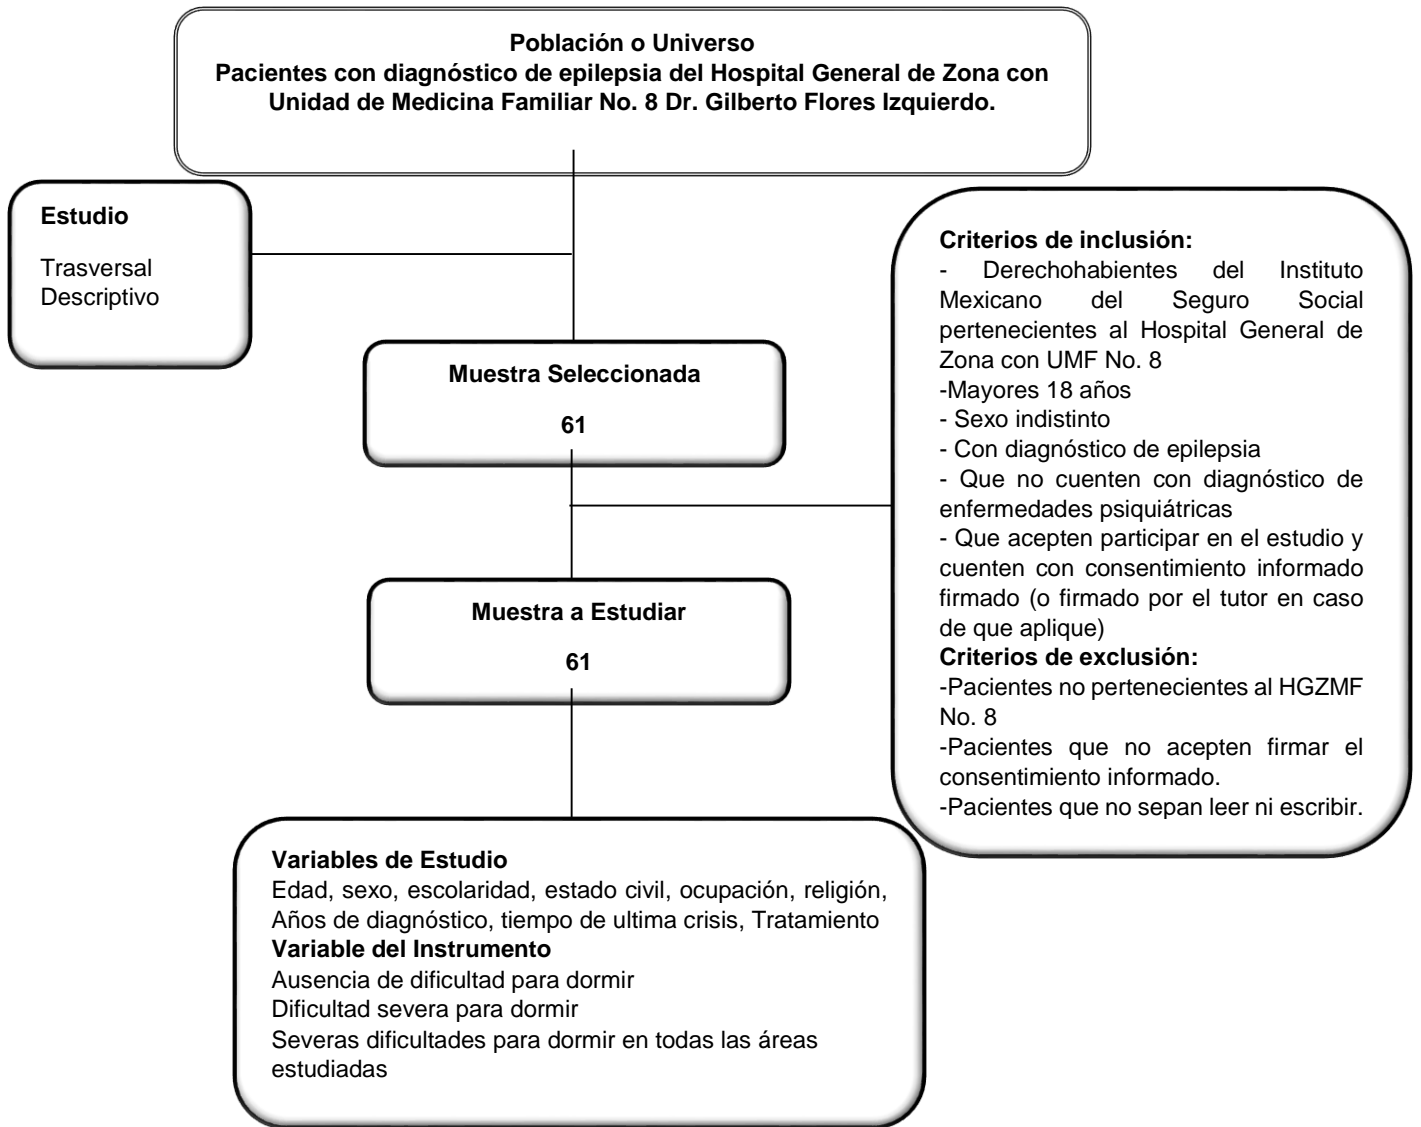 Población o Universo
Pacientes con diagnóstico de epilepsia del Hospital General de Zona con
Unidad de Medicina Familiar No. 8 Dr. Gilberto Flores Izquierdo.
Estudio
Trasversal
Descriptivo
Muestra Seleccionada
61
Criterios de inclusión:
- Derechohabientes del Instituto
Mexicano del Seguro Social
pertenecientes al Hospital General de
Zona con UMF No. 8
-Mayores 18 años
- Sexo indistinto
- Con diagnóstico de epilepsia
- Que no cuenten con diagnóstico de
enfermedades psiquiátricas
- Que acepten participar en el estudio y
cuenten con consentimiento informado
firmado (o firmado por el tutor en caso
de que aplique)
Criterios de exclusión:
-Pacientes no pertenecientes al HGZMF
No. 8
-Pacientes que no acepten firmar el
consentimiento informado.
-Pacientes que no sepan leer ni escribir.
Muestra a Estudiar
61
Variables de Estudio
Edad, sexo, escolaridad, estado civil, ocupación, religión,
Años de diagnóstico, tiempo de ultima crisis, Tratamiento
Variable del Instrumento
Ausencia de dificultad para dormir
Dificultad severa para dormir
Severas dificultades para dormir en todas las áreas
estudiadas